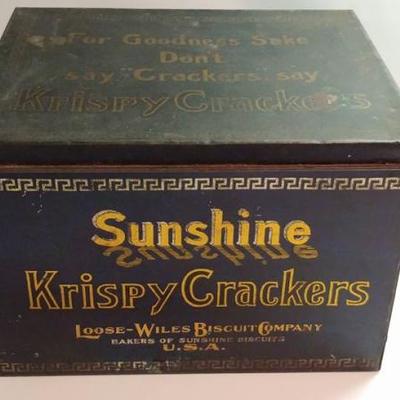 For Goodness Sake
Don't
say Crackers say
Krispy Crackers
Sunshine
Krispy Crackers
LOOSE-WILES BISCUIT COMPANY
BAKERS OF SUNSHINE BISCUITS
U.S.A.